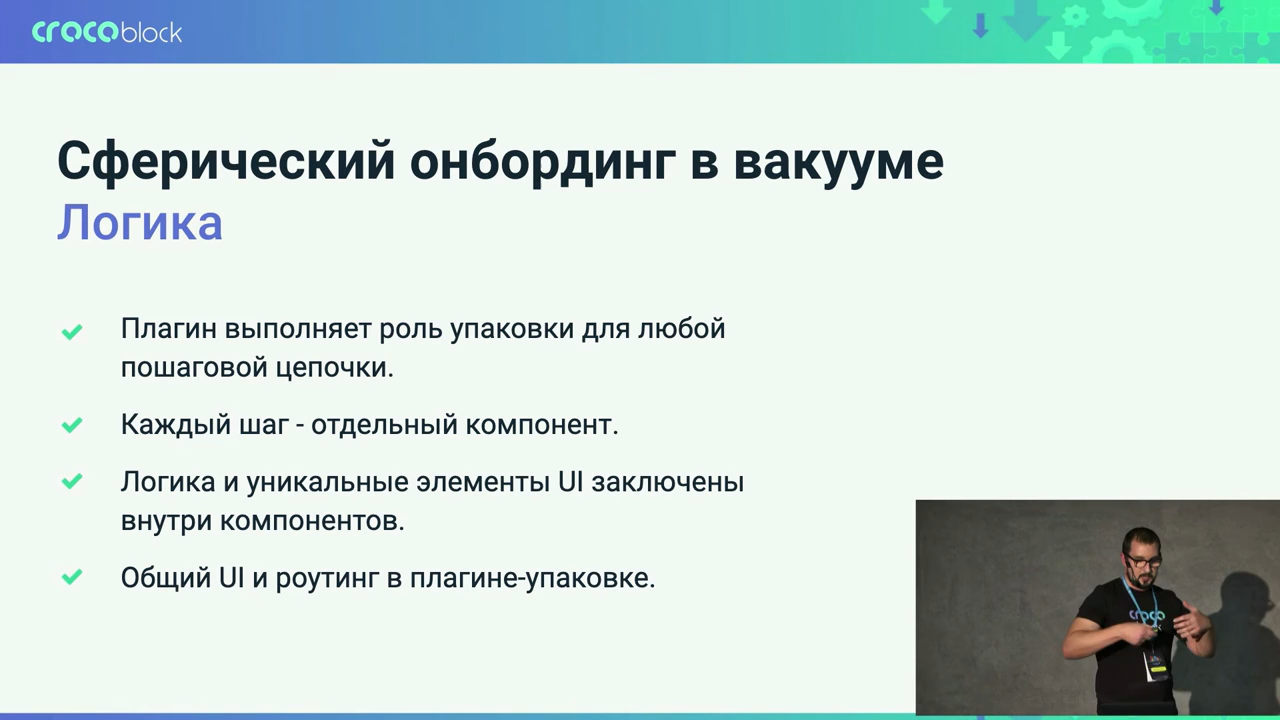 crocoblock
Сферический онбординг в вакууме
Логика
Плагин выполняет роль упаковки для любой
пошаговой цепочки.
Каждый шаг - отдельный компонент.
Логика и уникальные элементы UI заключены
внутри компонентов.
Общий UI и роутинг в плагине-упаковке.
croco